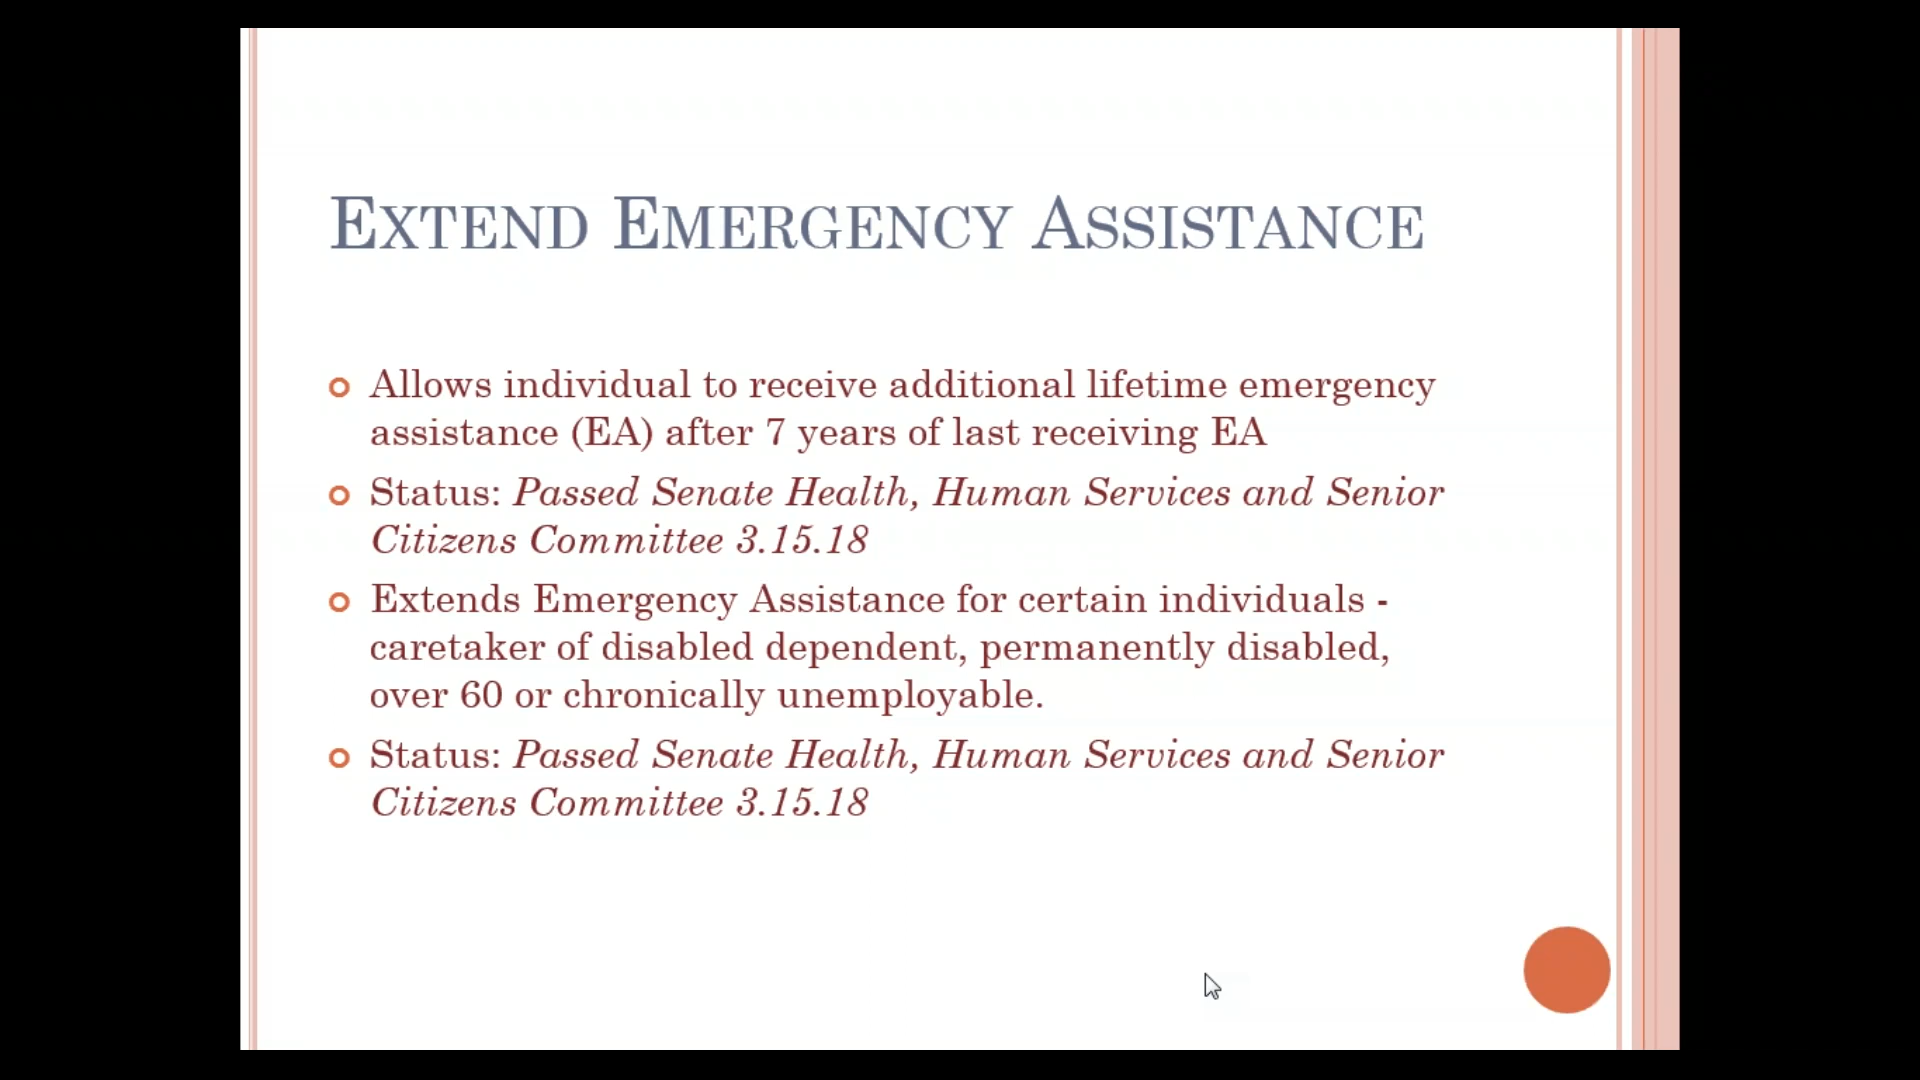 EXTEND EMERGENCY ASSISTANCE
Allows individual to receive additional lifetime emergency
assistance (EA) after 7 years of last receiving EA
Status: Passed Senate Health, Human Services and Senior
Citizens Committee 3.15.18
Extends Emergency Assistance for certain individuals -
caretaker of disabled dependent, permanently disabled,
over 60 or chronically unemployable.
Status: Passed Senate Health, Human Services and Senior
Citizens Committee 3.15.18